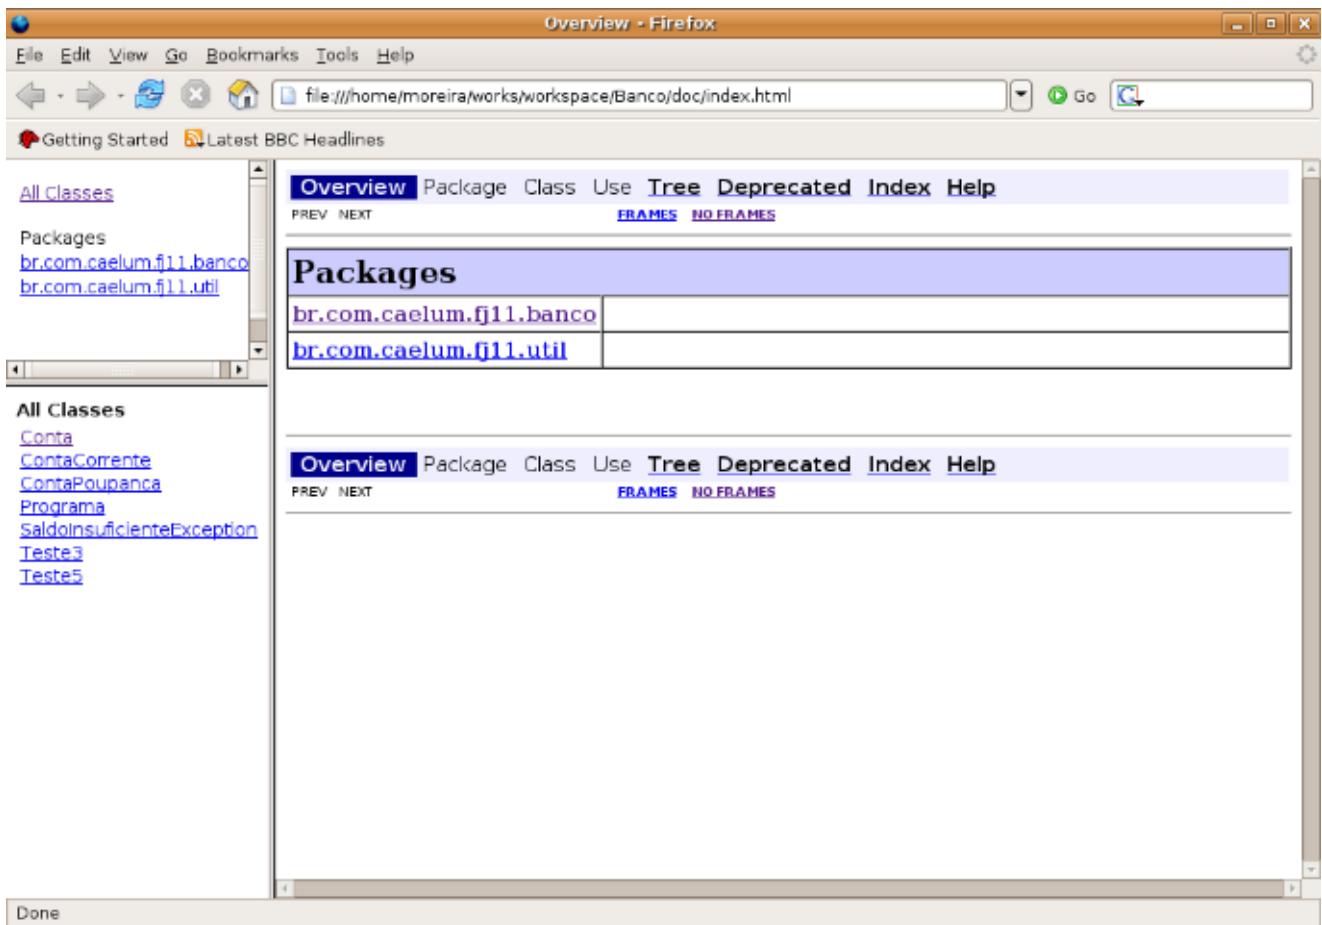 Overview - Firefox
File Edit View Go Bookmarks Tools Help
file:///home/moreira/works/workspace/Banco/doc/index.html Go
Getting Started Latest BBC Headlines
All Classes
Packages
br.com.caelum.fj11.banco
br.com.caelum.fj11.util
All Classes
Conta
ContaCorrente
ContaPoupanca
Programa
SaldoInsuficienteException
Teste3
Teste5
Overview Package Class Use Tree Deprecated Index Help
PREV NEXT FRAMES NO FRAMES
Packages
br.com.caelum.fj11.banco
br.com.caelum.fj11.util
Overview Package Class Use Tree Deprecated Index Help
PREV NEXT FRAMES NO FRAMES
Done